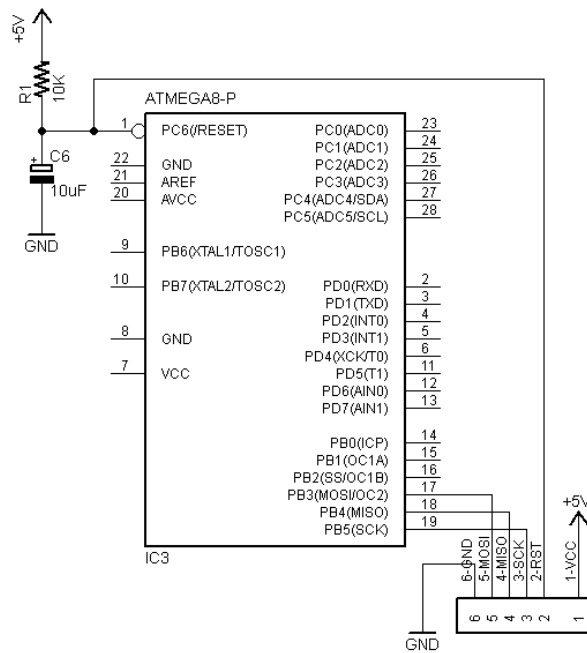 +5V
R1
10K
ATMEGA8-P
1 PC6(/RESET)
C6
+
10uF
GND
22 GND
21 AREF
20 AVCC
9 PB6(XTAL1/TOSC1)
10 PB7(XTAL2/TOSC2)
8 GND
7 VCC
PC0(ADC0) 23
PC1(ADC1) 24
PC2(ADC2) 25
PC3(ADC3) 26
PC4(ADC4/SDA) 27
PC5(ADC5/SCL) 28
PD0(RXD) 2
PD1(TXD) 3
PD2(INT0) 4
PD3(INT1) 5
PD4(XCK/T0) 6
PD5(T1) 11
PD6(AIN0) 12
PD7(AIN1) 13
PB0(ICP) 14
PB1(OC1A) 15
PB2(SS/OC1B) 16
PB3(MOSI/OC2) 17
PB4(MISO) 18
PB5(SCK) 19
IC3
+5V
6-GND
5-MOSI
4-MISO
3-SCK
2-RST
1-VCC
6 5 4 3 2 1
GND